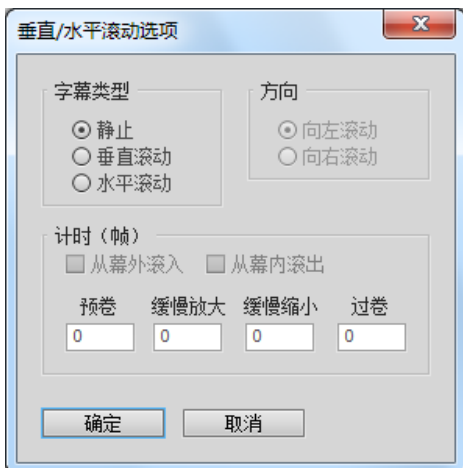 垂直/水平滚动选项
字幕类型
静止
垂直滚动
水平滚动
方向
向左滚动
向右滚动
计时（帧）
从幕外滚入 从幕内滚出
预卷 缓慢放大 缓慢缩小 过卷
0 0 0 0
确定 取消